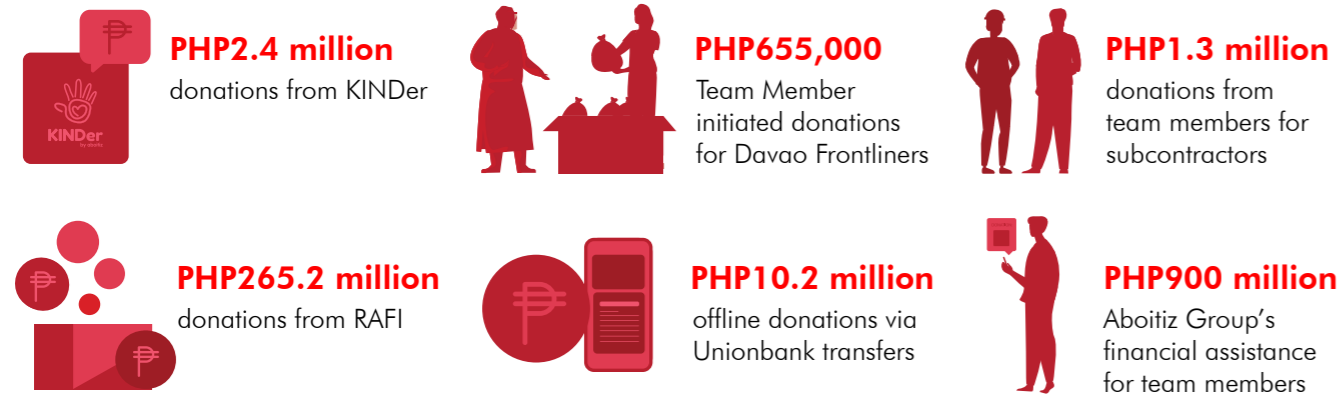 PHP2.4 million
donations from KINDer
KINDer
by aboitiz
PHP655,000
Team Member
initiated donations
for Davao Frontliners
PHP1.3 million
donations from
team members for
subcontractors
PHP265.2 million
donations from RAFI
PHP10.2 million
offline donations via
Unionbank transfers
PHP900 million
Aboitiz Group's
financial assistance
for team members